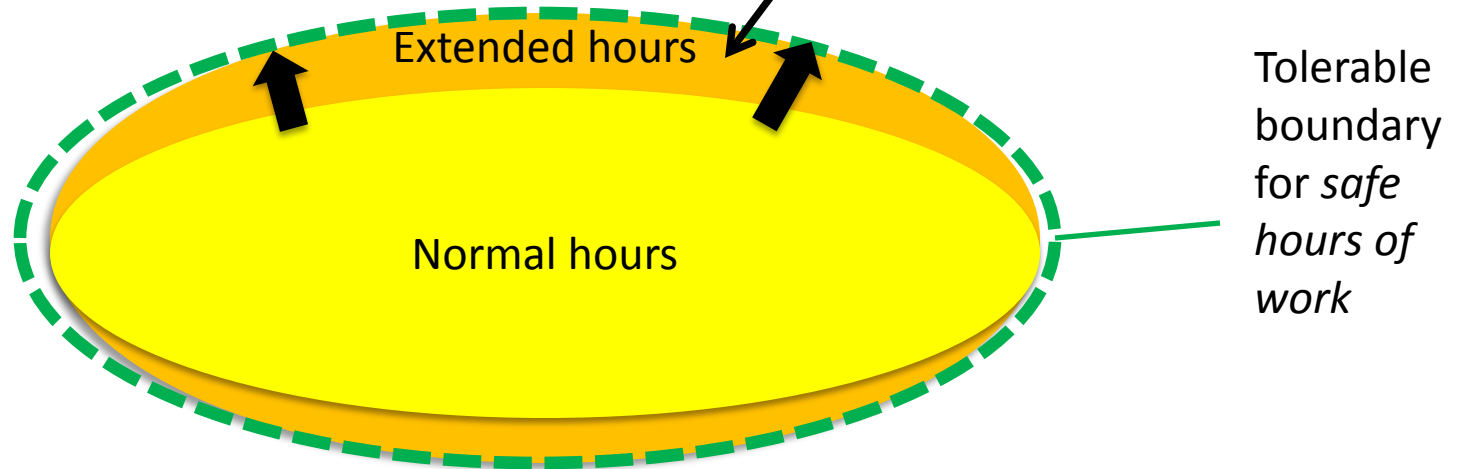 Extended hours
Normal hours
Tolerable
boundary
for safe
hours of
work